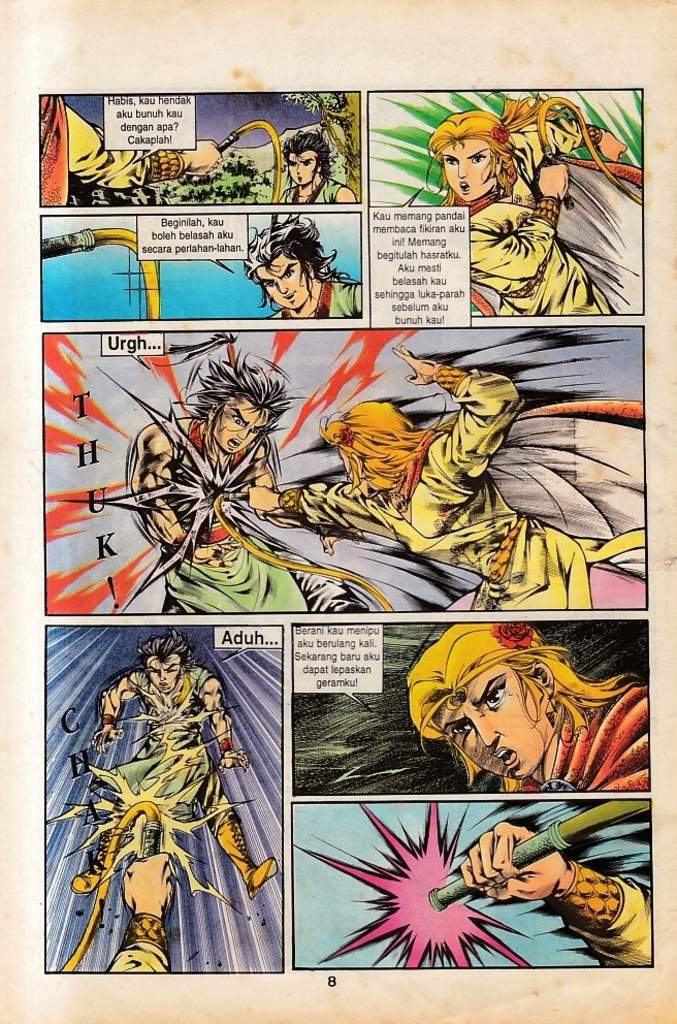 Habis, kau hendak
aku bunuh kau
dengan apa?
Cakaplah!
Kau memang pandai
membaca fikiran aku
ini! Memang
begitulah hasratku.
Aku mesti
belasah kau
sehingga luka-parah
sebelum aku
bunuh kau!
Beginilah, kau
boleh belasah aku
secara perlahan-lahan.
Urgh...
THUK!
Aduh...
CHAK
Berani kau menipu
aku berulang kali.
Sekarang baru aku
dapat lepaskan
geramku!
8